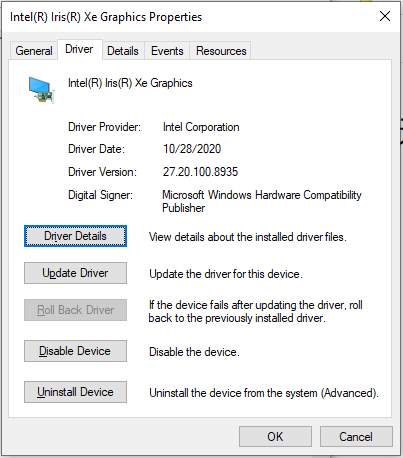 Intel(R) Iris(R) Xe Graphics Properties
General Driver Details Events Resources
Intel(R) Iris(R) Xe Graphics
Driver Provider: Intel Corporation
Driver Date: 10/28/2020
Driver Version: 27.20.100.8935
Digital Signer: Microsoft Windows Hardware Compatibility
Publisher
Driver Details View details about the installed driver files.
Update Driver Update the driver for this device.
Roll Back Driver If the device fails after updating the driver, roll
back to the previously installed driver.
Disable Device Disable the device.
Uninstall Device Uninstall the device from the system (Advanced).
OK Cancel